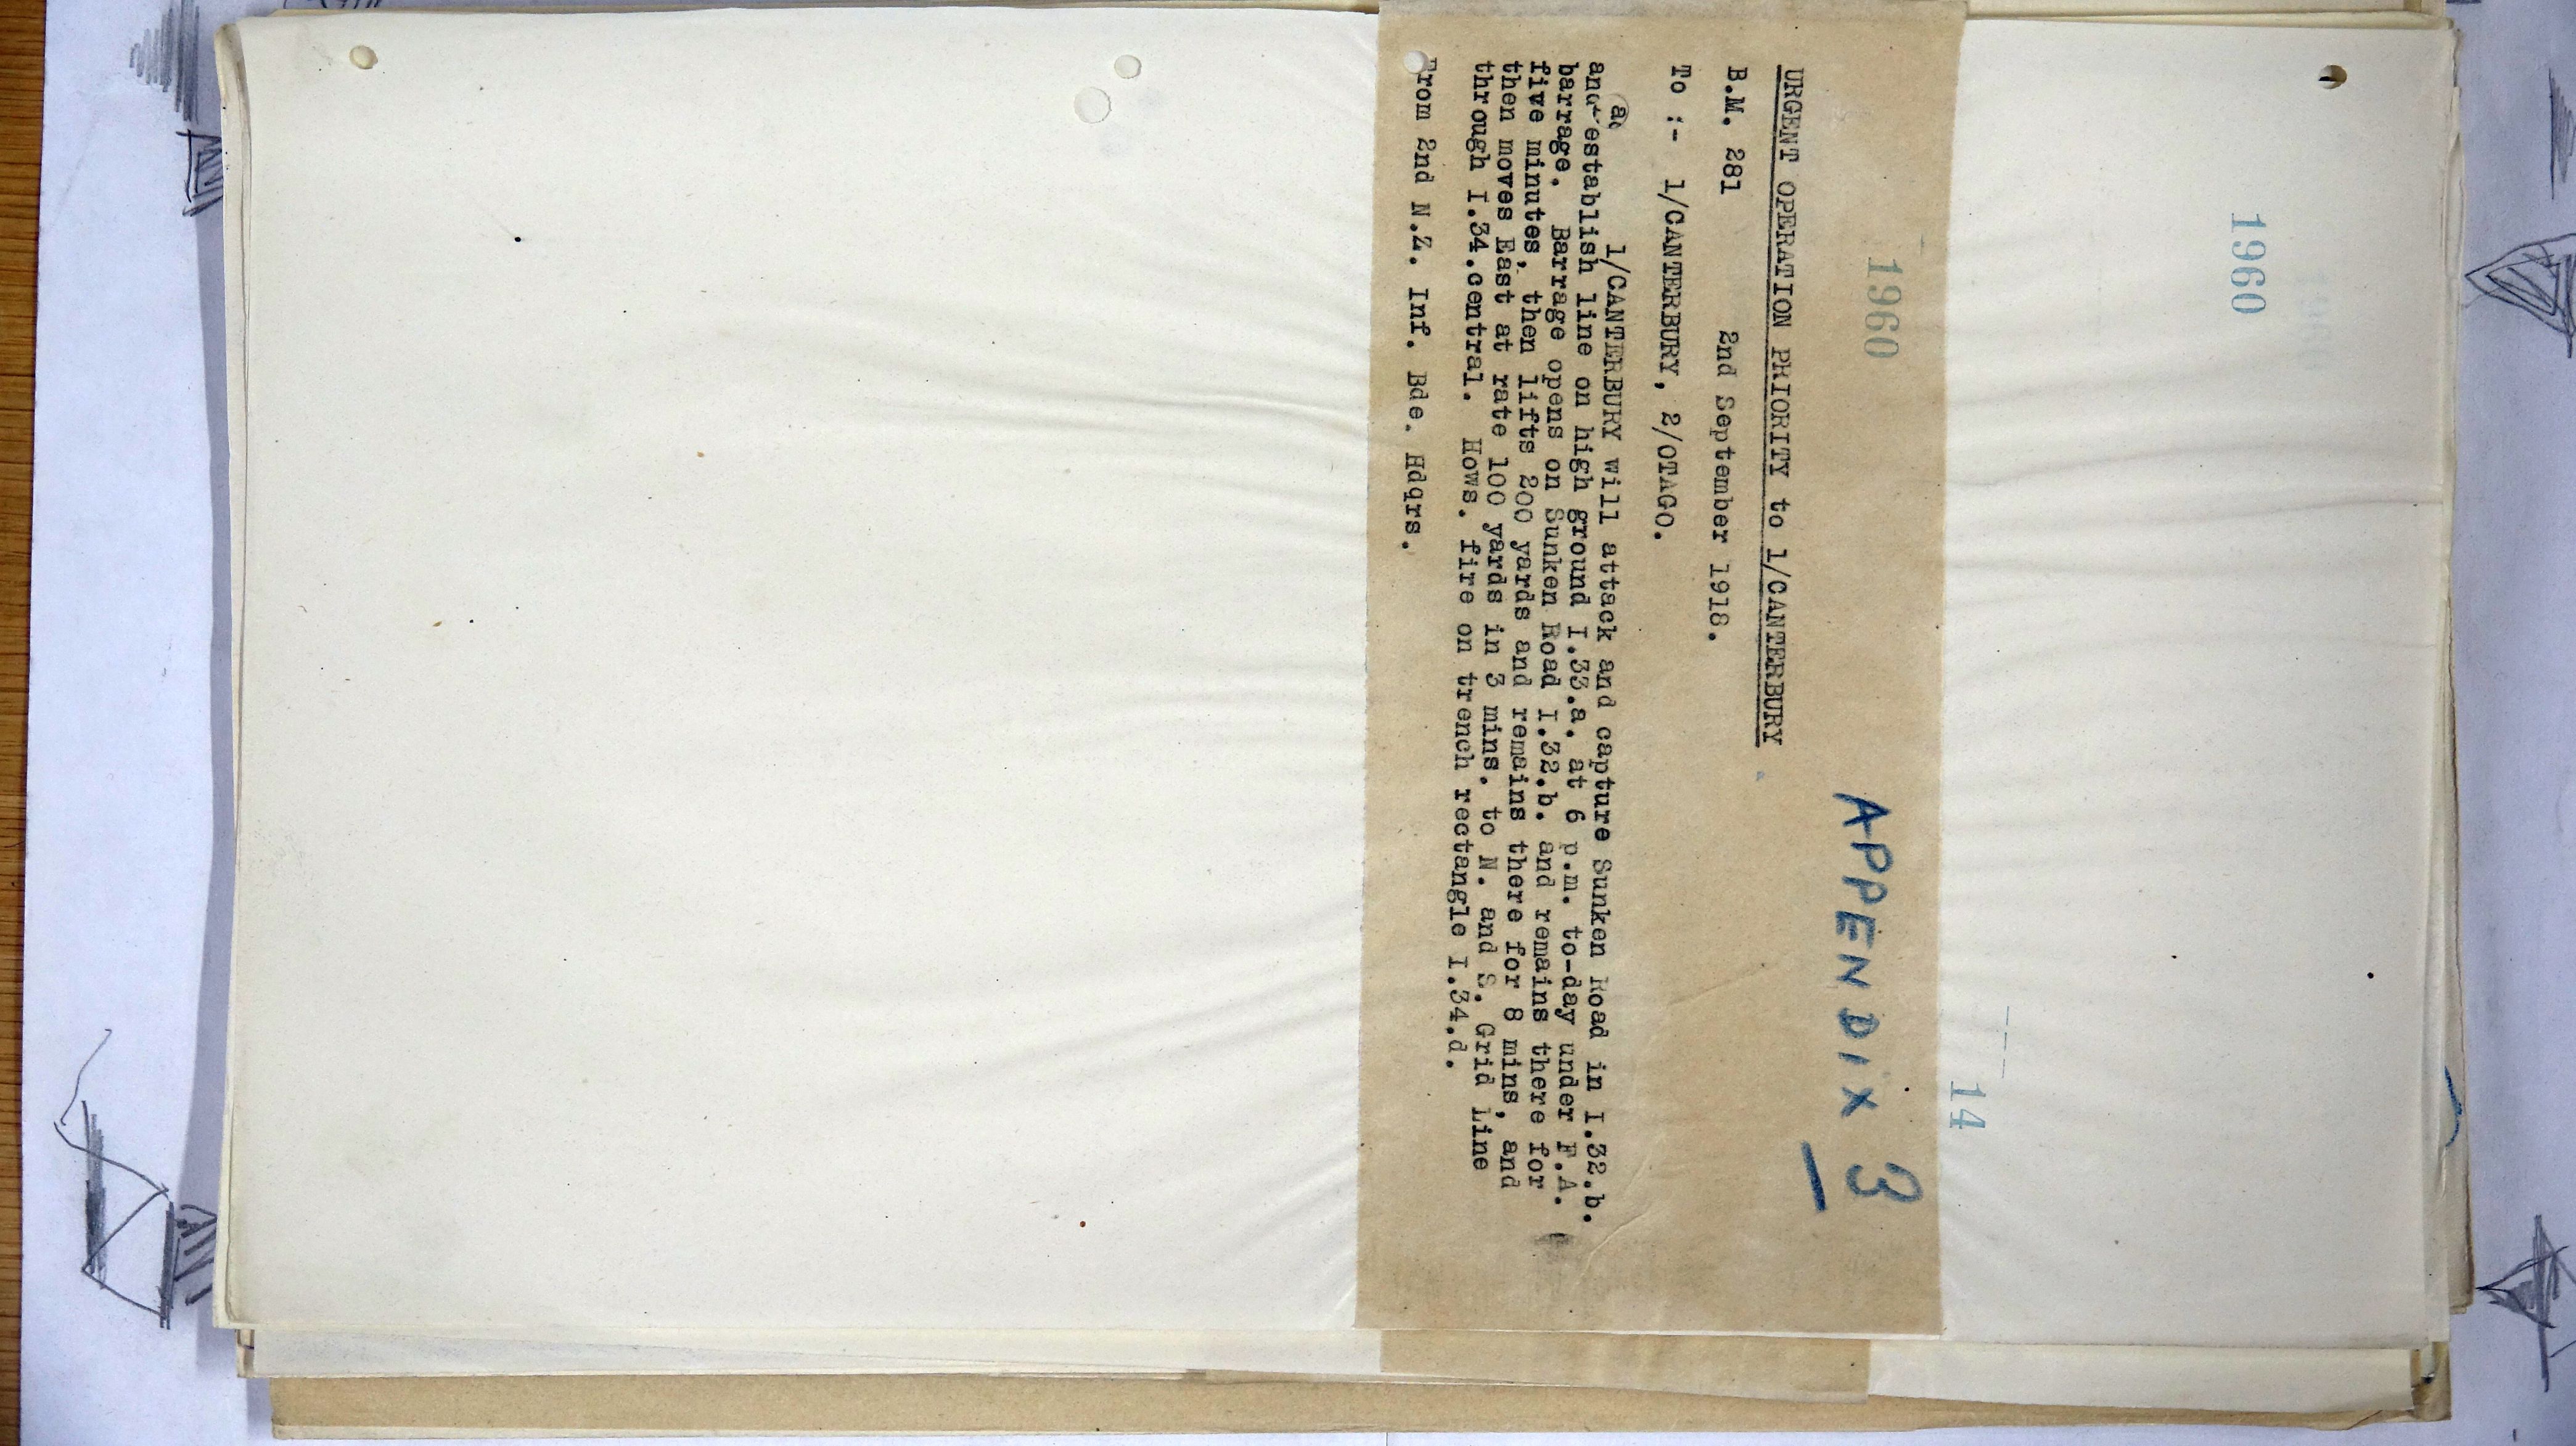 1960
1960
14
APPENDIX 3
URGENT OPERATION PRIORITY to 1/CANTERBURY
B.M. 281 2nd September 1918.
To :- 1/CANTERBURY, 2/OTAGO.
1/CANTERBURY will attack and capture Sunken Road in I.32.b.
and establish line on high ground I.33.a. at 6 p.m. to-day under F.A.
barrage. Barrage opens on Sunken Road I.32.b. and remains there for
five minutes, then lifts 200 yards and remains there for 8 mins, and
then moves East at rate 100 yards in 3 mins. to N. and S. Grid Line
through I.34.central. Hows. fire on trench rectangle I.34.d.
From 2nd N.Z. Inf. Bde. Hdqrs.